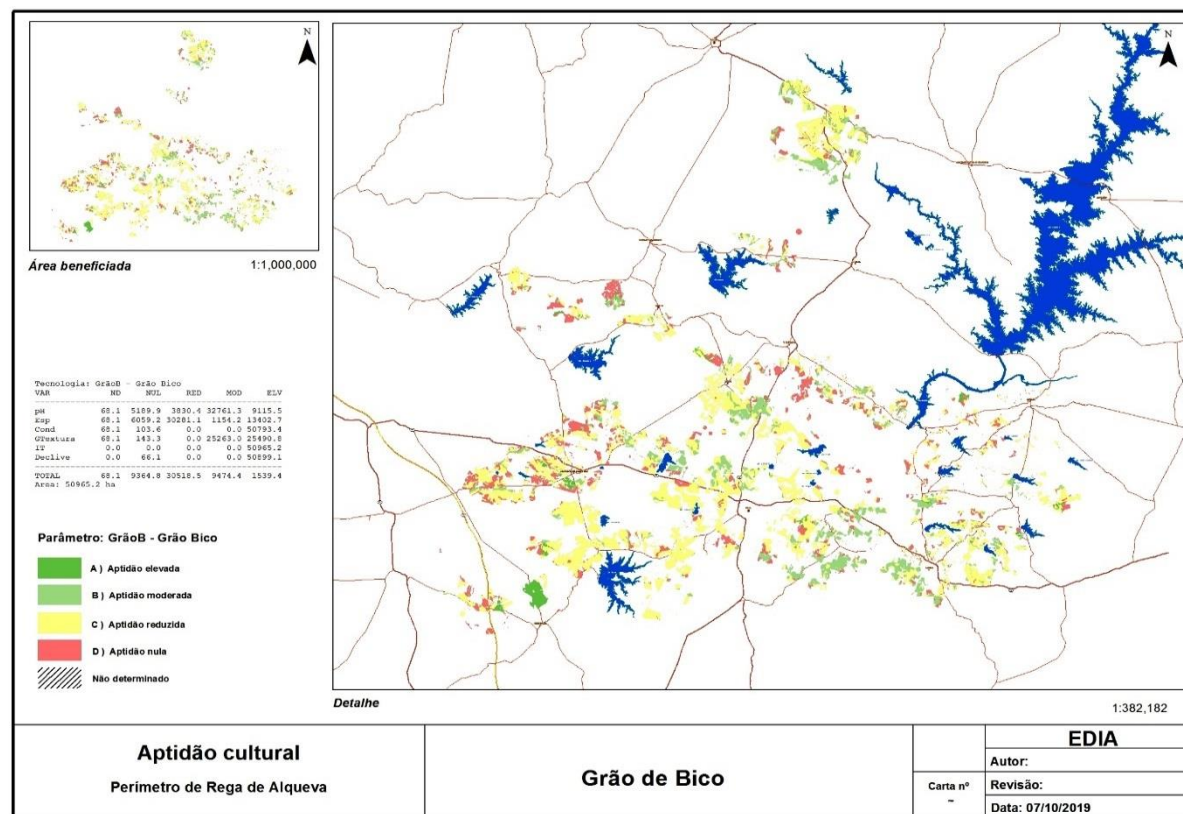 N
Área beneficiada
1:1,000,000
N
Tecnologia: GrãoB - Grão Bico
VAR ND NUL RED MOD ELV
pH 68.1 5189.9 3830.4 32761.3 9115.5
Esp 68.1 6059.2 30281.1 1154.2 13402.7
Cond 68.1 103.6 0.0 0.0 50793.4
GTextura 68.1 143.3 0.0 25263.0 25490.8
IT 0.0 0.0 0.0 0.0 50965.2
Declive 0.0 66.1 0.0 0.0 50899.1
TOTAL 68.1 9364.8 30518.5 9474.4 1539.4
Area: 50965.2 ha
Parâmetro: GrãoB - Grão Bico
A ) Aptidão elevada
B ) Aptidão moderada
C ) Aptidão reduzida
D ) Aptidão nula
Não determinado
Detalhe
1:382,182
Aptidão cultural
Perímetro de Rega de Alqueva
Grão de Bico
Carta nº
–
EDIA
Autor:
Revisão:
Data: 07/10/2019